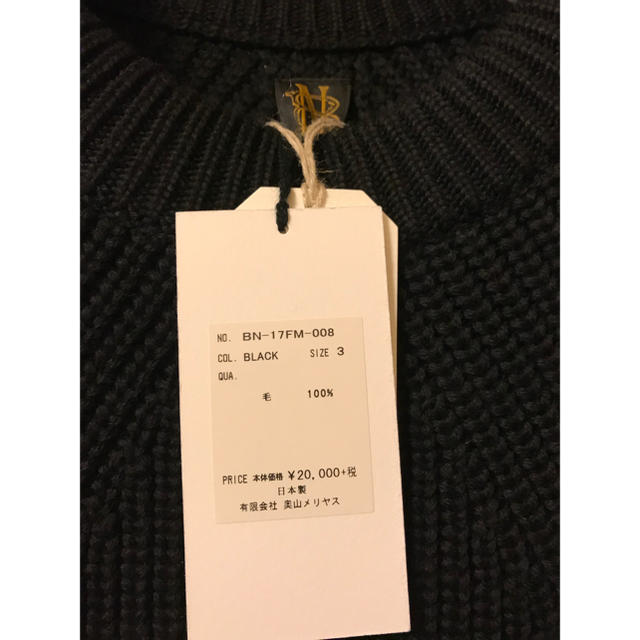 NO. BN-17FM-008
COL. BLACK SIZE 3
QUA.
毛 100%
PRICE 本体価格 ¥20,000+税
日本製
有限会社 奥山メリヤス